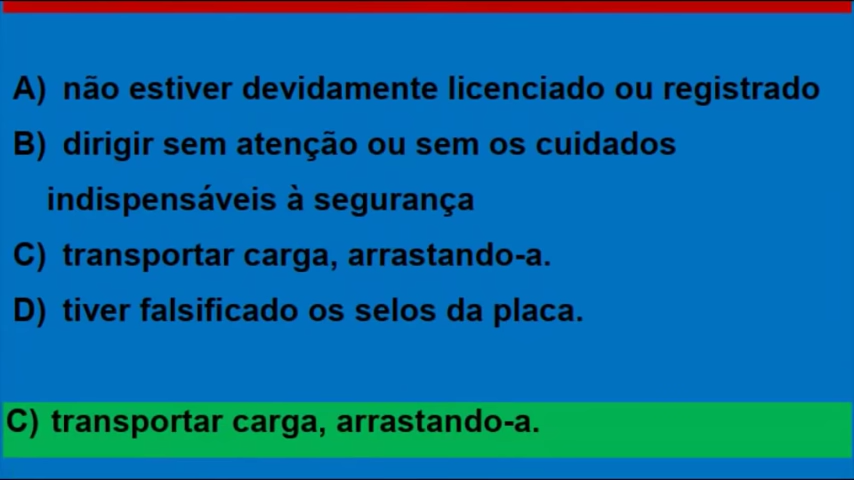 A) não estiver devidamente licenciado ou registrado
B) dirigir sem atenção ou sem os cuidados
indispensáveis à segurança
C) transportar carga, arrastando-a.
D) tiver falsificado os selos da placa.
C) transportar carga, arrastando-a.